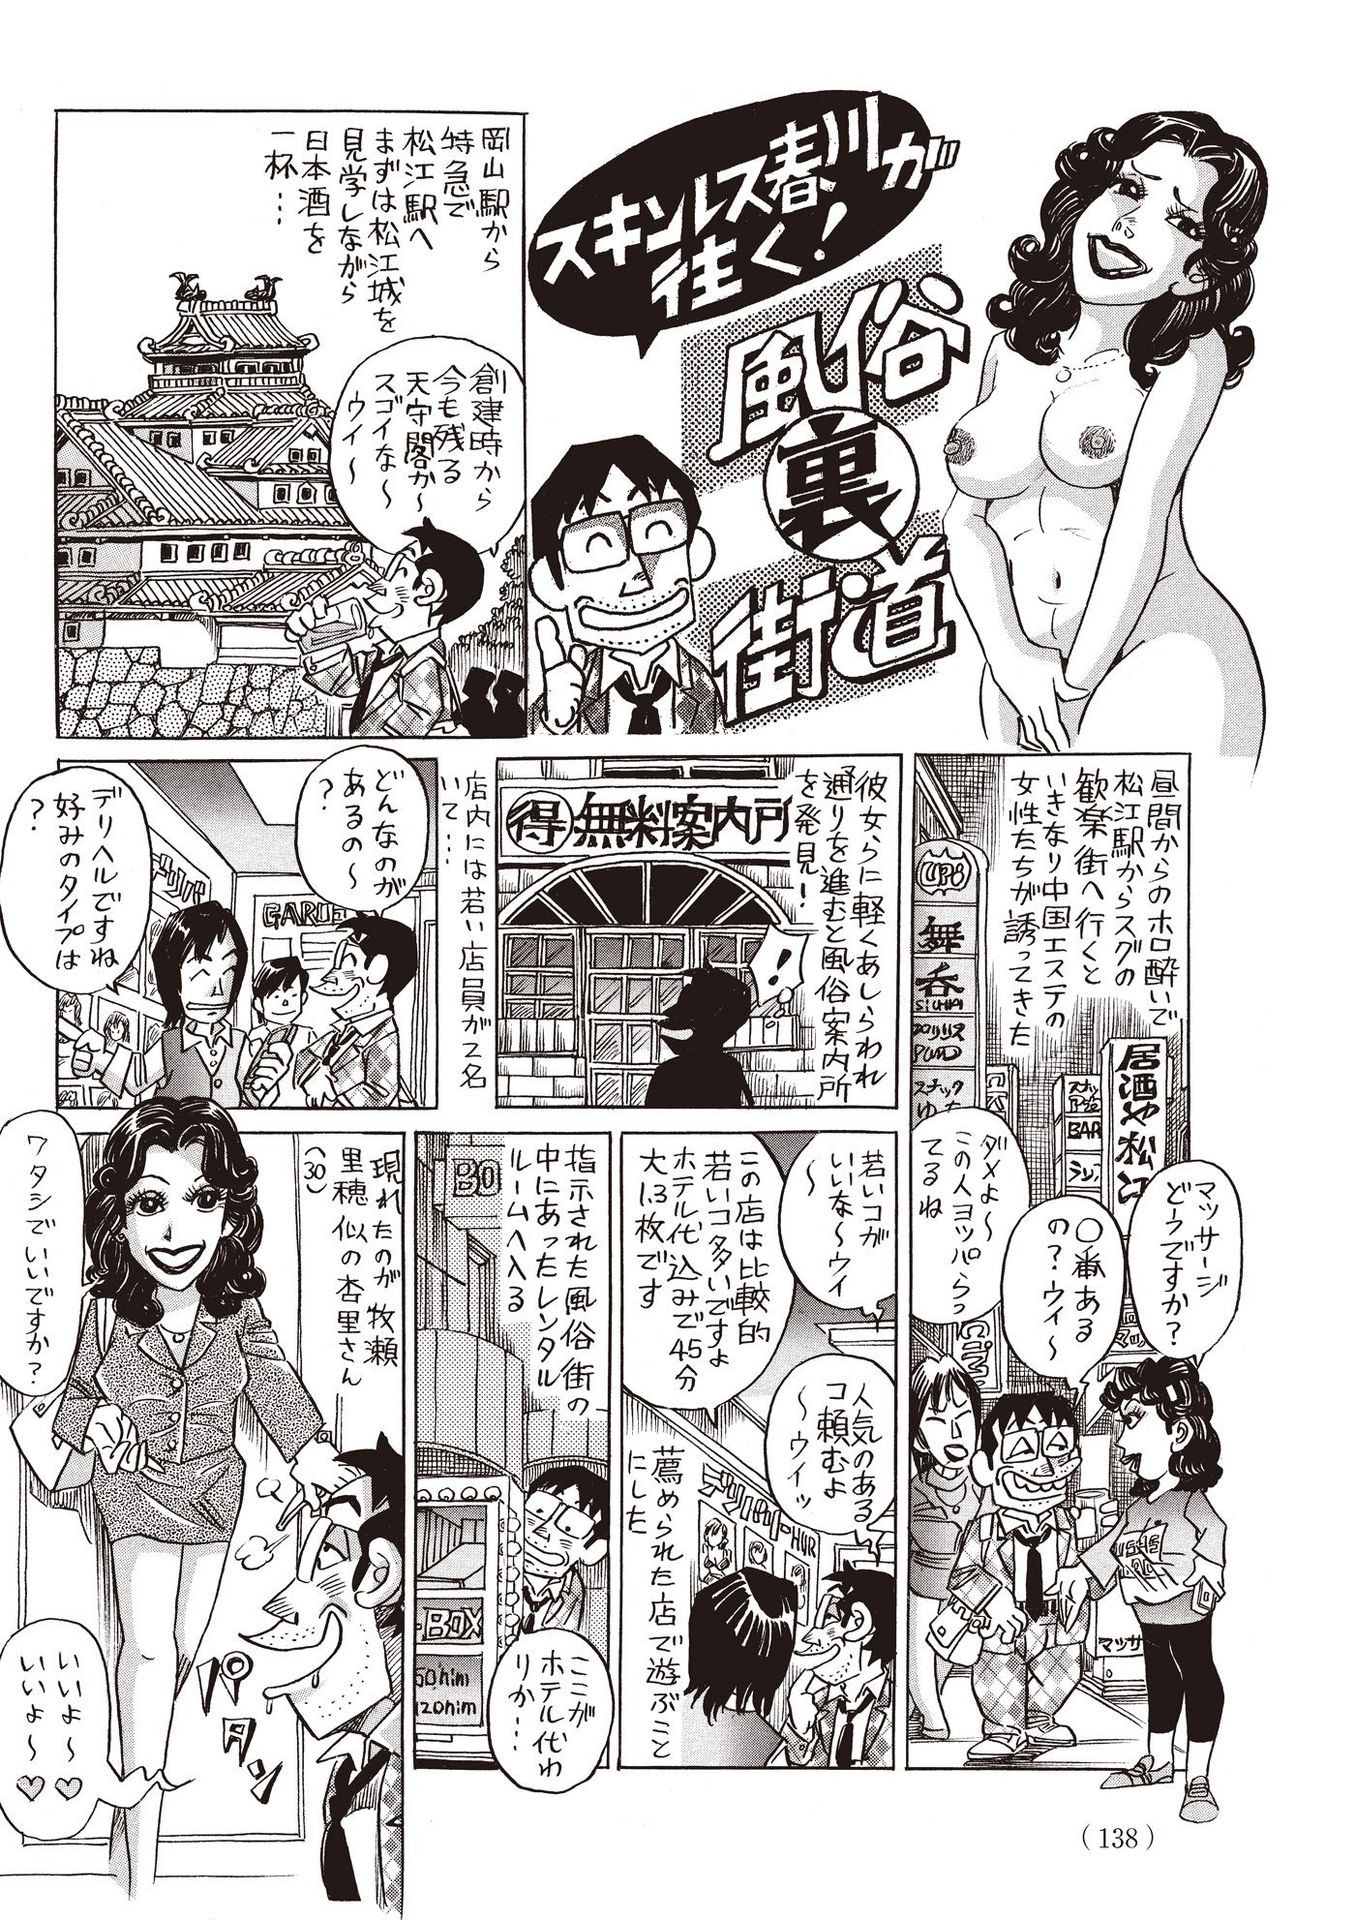 スキンレス春川が
往く!
風俗
裏
街道
岡山駅から
特急で
松江駅へ
まずは松江城を
見学しながら
日本酒を
一杯…
創建時から
今も残る
天守閣か~
スゴイな~
ウイ~
昼間からのホロ酔いで
松江駅からスグの
歓楽街へ行くと
いきなり中国エステの
女性たちが誘ってきた
UPS
舞
呑
スナック
居酒や松江
BAR
マッサージ
どうですか?
〇番ある
の?ウイ~
ダメよ~
この人ヨッパらっ
てるね
マッサ
彼女らに軽くあしらわれ
通りを進むと風俗案内所
を発見!
得無料案内所
!
店内には若い店員が2名
いて…
どんなのが
あるの~
?
デリヘルですね
好みのタイプは
?
若いコが
いいな~ウイ
~
この店は比較的
若いコ多いですよ
ホテル代込みで45分
大1.3枚です
人気のある
コ頼むよ
~ウィッ
薦められた店で遊ぶこと
にした
指示された風俗街の
中にあったレンタル
ルームへ入る
BO
BOX
ここが
ホテル代わ
りか…
現れたのが牧瀬
里穂似の杏里さん
(30)
ワタシでいいですか?
パタン
いいよ~
いいよ~
♡♡
(138)